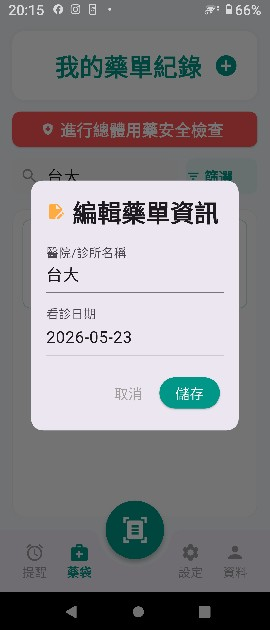 20:15
66%
我的藥單紀錄
進行總體用藥安全檢查
台大
篩選
編輯藥單資訊
醫院/診所名稱
台大
看診日期
2026-05-23
取消
儲存
提醒
藥袋
設定
資料